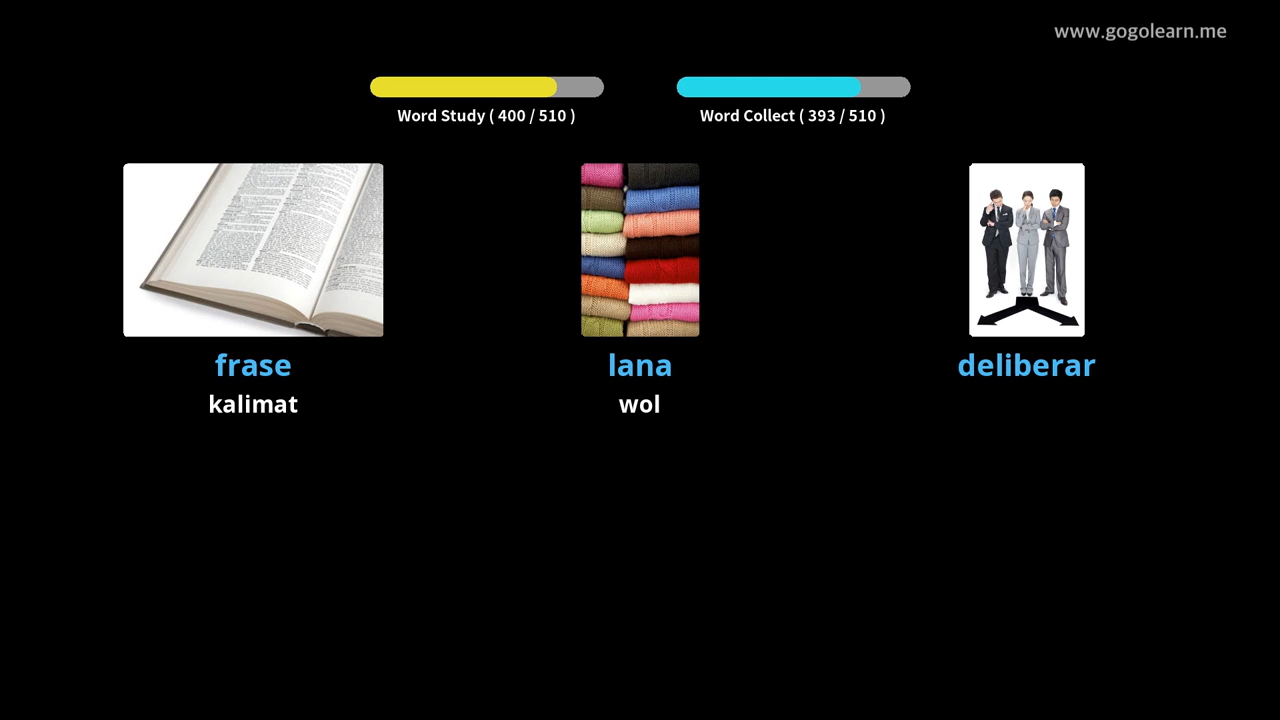 www.gogolearn.me
Word Study ( 400 / 510 )
Word Collect ( 393 / 510 )
frase
lana
deliberar
kalimat
wol